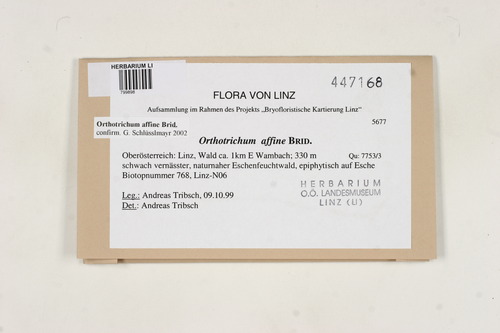 HERBARIUM LI
799898
FLORA VON LINZ
447168
Aufsammlung im Rahmen des Projekts „Bryofloristische Kartierung Linz“
5677
Orthotrichum affine Brid.
confirm. G. Schlüsslmayr 2002
Orthotrichum affine BRID.
Oberösterreich: Linz, Wald ca. 1km E Wambach; 330 m Qu: 7753/3
schwach vernässter, naturnaher Eschenfeuchtwald, epiphytisch auf Esche
Biotopnummer 768, Linz-N06
HERBARIUM
O.Ö. LANDESMUSEUM
LINZ (LI)
Leg.: Andreas Tribsch, 09.10.99
Det.: Andreas Tribsch